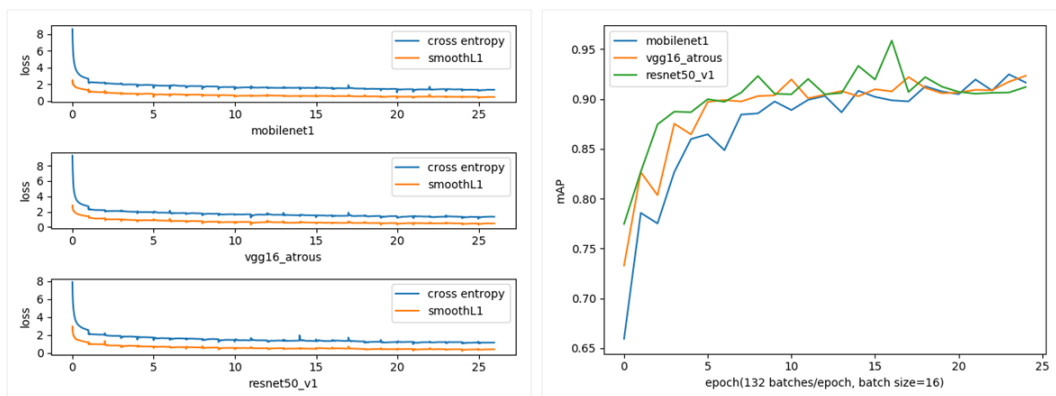 loss
8
6
4
2
0
cross entropy
smoothL1
0 5 10 15 20 25
mobilenet1
loss
8
6
4
2
0
cross entropy
smoothL1
0 5 10 15 20 25
vgg16_atrous
loss
8
6
4
2
0
cross entropy
smoothL1
0 5 10 15 20 25
resnet50_v1
mAP
0.95
0.90
0.85
0.80
0.75
0.70
0.65
mobilenet1
vgg16_atrous
resnet50_v1
0 5 10 15 20 25
epoch(132 batches/epoch, batch size=16)